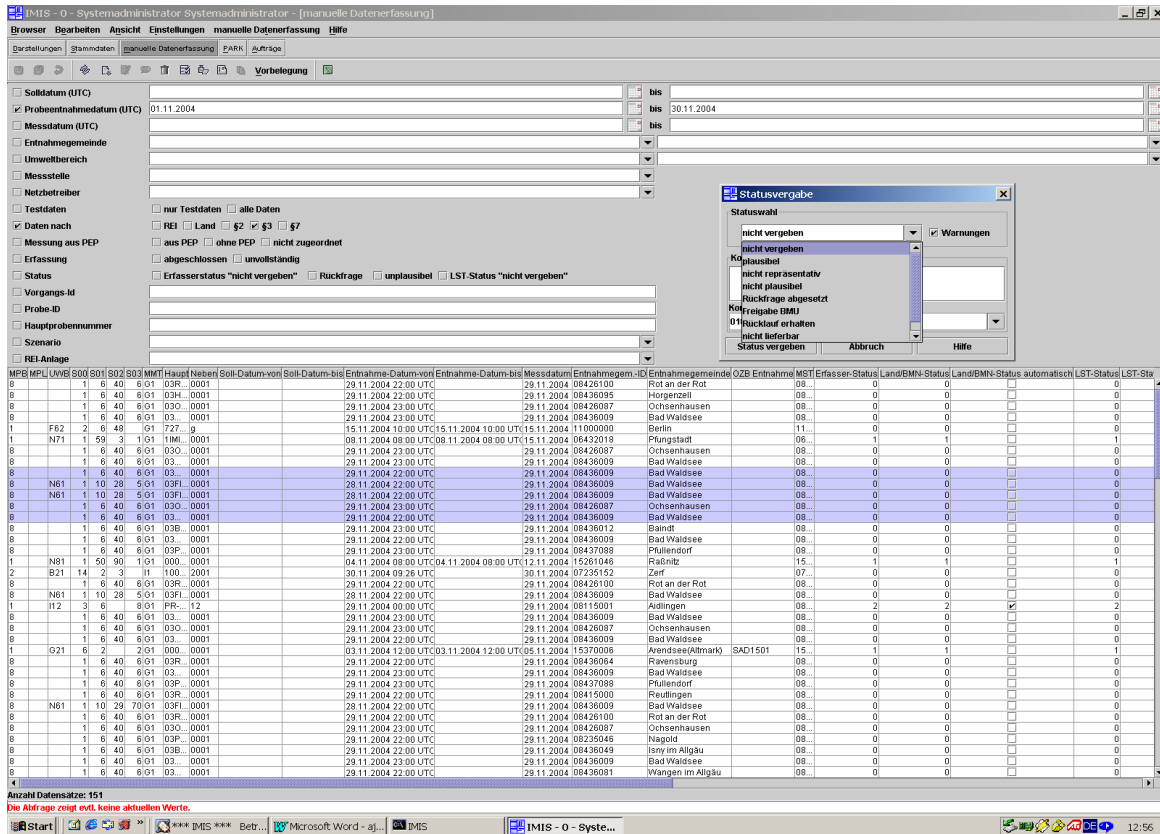 IMIS - 0 - Systemadministrator Systemadministrator - [manuelle Datenerfassung]
Browser Bearbeiten Ansicht Einstellungen manuelle Datenerfassung Hilfe
Darstellungen Stammdaten manuelle Datenerfassung PARK Aufträge
Vorbelegung
Solldatum (UTC) bis
Probeentnahmedatum (UTC) 01.11.2004 bis 30.11.2004
Messdatum (UTC) bis
Entnahmegemeinde
Umweltbereich
Messstelle
Netzbetreiber
Testdaten nur Testdaten alle Daten
Daten nach REI Land §2 §3 §7
Messung aus PEP aus PEP ohne PEP nicht zugeordnet
Erfassung abgeschlossen unvollständig
Status Erfasserstatus "nicht vergeben" Rückfrage unplausibel LST-Status "nicht vergeben"
Vorgangs-Id
Probe-ID
Hauptprobennummer
Szenario
REI-Anlage
Statusvergabe
Statuswahl
nicht vergeben Warnungen
nicht vergeben
plausibel
nicht repräsentativ
nicht plausibel
Rückfrage abgesetzt
Freigabe BMU
Rücklauf erhalten
nicht lieferbar
Status vergeben Abbruch Hilfe
MPB MPL UWB S00 S01 S02 S03 MMT Haupt Neben Soll-Datum-von Soll-Datum-bis Entnahme-Datum-von Entnahme-Datum-bis Messdatum Entnahmegem.-ID Entnahmegemeinde OZB Entnahme MST Erfasser-Status Land/BMN-Status Land/BMN-Status automatisch LST-Status LST-Sta
8 1 6 40 6 G1 03R... 0001 29.11.2004 22:00 UTC 29.11.2004 08426100 Rot an der Rot 08... 0 0 0
8 1 6 40 6 G1 03H... 0001 29.11.2004 22:00 UTC 29.11.2004 08436095 Horgenzell 08... 0 0 0
8 1 6 40 6 G1 03O... 0001 29.11.2004 23:00 UTC 29.11.2004 08426087 Ochsenhausen 08... 0 0 0
8 1 6 40 6 G1 03... 0001 29.11.2004 23:00 UTC 29.11.2004 08436009 Bad Waldsee 08... 0 0 0
1 F62 2 6 48 G1 727... g 15.11.2004 10:00 UTC 15.11.2004 10:00 UTC 15.11.2004 11000000 Berlin 11... 0 0 0
1 N71 1 59 3 1 G1 1IMI... 0001 08.11.2004 08:00 UTC 08.11.2004 08:00 UTC 15.11.2004 06432018 Pfungstadt 06... 1 1 1
8 1 6 40 6 G1 03O... 0001 29.11.2004 23:00 UTC 29.11.2004 08426087 Ochsenhausen 08... 0 0 0
8 1 6 40 6 G1 03... 0001 29.11.2004 22:00 UTC 29.11.2004 08436009 Bad Waldsee 08... 0 0 0
8 1 6 40 6 G1 03... 0001 29.11.2004 22:00 UTC 29.11.2004 08436009 Bad Waldsee 08... 0 0 0
8 N61 1 10 28 5 G1 03FI... 0001 28.11.2004 22:00 UTC 29.11.2004 08436009 Bad Waldsee 08... 0 0 0
8 N61 1 10 28 5 G1 03FI... 0001 28.11.2004 22:00 UTC 29.11.2004 08436009 Bad Waldsee 08... 0 0 0
8 1 6 40 6 G1 03O... 0001 29.11.2004 23:00 UTC 29.11.2004 08426087 Ochsenhausen 08... 0 0 0
8 1 6 40 6 G1 03... 0001 29.11.2004 22:00 UTC 29.11.2004 08436009 Bad Waldsee 08... 0 0 0
8 1 6 40 6 G1 03B... 0001 29.11.2004 23:00 UTC 29.11.2004 08436012 Baindt 08... 0 0 0
8 1 6 40 6 G1 03... 0001 29.11.2004 22:00 UTC 29.11.2004 08436009 Bad Waldsee 08... 0 0 0
8 1 6 40 6 G1 03P... 0001 29.11.2004 22:00 UTC 29.11.2004 08437088 Pfullendorf 08... 0 0 0
1 N81 1 50 90 1 G1 000... 0001 04.11.2004 08:00 UTC 04.11.2004 08:00 UTC 12.11.2004 15261046 Raßnitz 15... 1 1 1
2 B21 14 2 3 I1 100... 2001 30.11.2004 09:26 UTC 30.11.2004 07235152 Zerf 07... 0 0 0
8 1 6 40 6 G1 03R... 0001 29.11.2004 22:00 UTC 29.11.2004 08426100 Rot an der Rot 08... 0 0 0
8 N61 1 10 28 5 G1 03FI... 0001 28.11.2004 22:00 UTC 29.11.2004 08436009 Bad Waldsee 08... 0 0 0
1 I12 3 6 8 G1 PR-... 12 29.11.2004 00:00 UTC 29.11.2004 08115001 Aidlingen 08... 2 2 2
8 1 6 40 6 G1 03... 0001 29.11.2004 23:00 UTC 29.11.2004 08436009 Bad Waldsee 08... 0 0 0
8 1 6 40 6 G1 03O... 0001 29.11.2004 22:00 UTC 29.11.2004 08426087 Ochsenhausen 08... 0 0 0
8 1 6 40 6 G1 03... 0001 29.11.2004 22:00 UTC 29.11.2004 08436009 Bad Waldsee 08... 0 0 0
1 G21 6 2 2 G1 000... 0001 03.11.2004 12:00 UTC 03.11.2004 12:00 UTC 05.11.2004 15370006 Arendsee(Altmark) SAD1501 15... 1 1 1
8 1 6 40 6 G1 03R... 0001 29.11.2004 22:00 UTC 29.11.2004 08436064 Ravensburg 08... 0 0 0
8 1 6 40 6 G1 03... 0001 29.11.2004 22:00 UTC 29.11.2004 08436009 Bad Waldsee 08... 0 0 0
8 1 6 40 6 G1 03P... 0001 29.11.2004 23:00 UTC 29.11.2004 08437088 Pfullendorf 08... 0 0 0
8 1 6 40 6 G1 03R... 0001 29.11.2004 23:00 UTC 29.11.2004 08415000 Reutlingen 08... 0 0 0
8 N61 1 10 29 70 G1 03FI... 0001 28.11.2004 22:00 UTC 29.11.2004 08436009 Bad Waldsee 08... 0 0 0
8 1 6 40 6 G1 03R... 0001 29.11.2004 22:00 UTC 29.11.2004 08426100 Rot an der Rot 08... 0 0 0
8 1 6 40 6 G1 03O... 0001 29.11.2004 23:00 UTC 29.11.2004 08426087 Ochsenhausen 08... 0 0 0
8 1 6 40 6 G1 03P... 0001 29.11.2004 22:00 UTC 29.11.2004 08235046 Nagold 08... 0 0 0
8 1 6 40 6 G1 03B... 0001 29.11.2004 23:00 UTC 29.11.2004 08436049 Isny im Allgäu 08... 0 0 0
8 1 6 40 6 G1 03... 0001 29.11.2004 22:00 UTC 29.11.2004 08436081 Wangen im Allgäu 08... 0 0 0
Anzahl Datensätze: 151
Die Abfrage zeigt evtl. keine aktuellen Werte.
Start *** IMIS *** Betr... Microsoft Word - aj... IMIS IMIS - 0 - Syste... DE 12:56